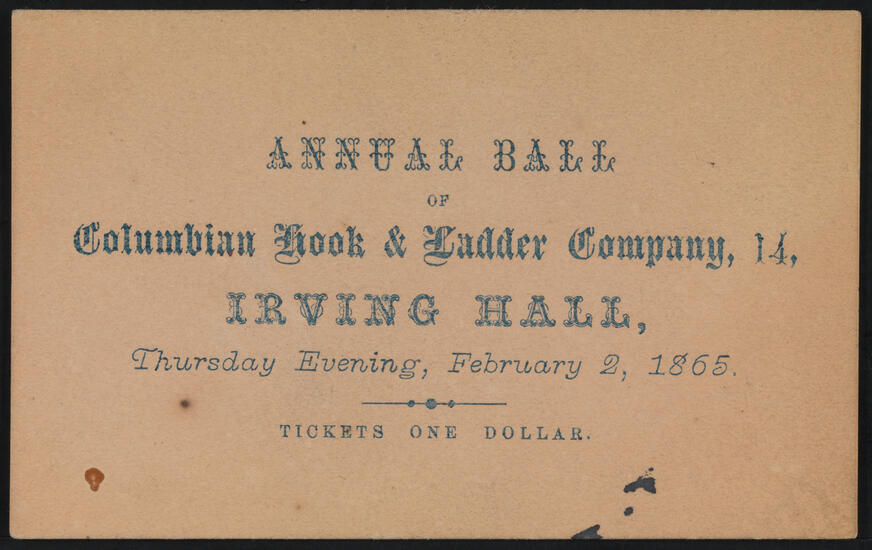 ANNUAL BALL
OF
Columbian Hook & Ladder Company, 14,
IRVING HALL,
Thursday Evening, February 2, 1865.
TICKETS ONE DOLLAR.